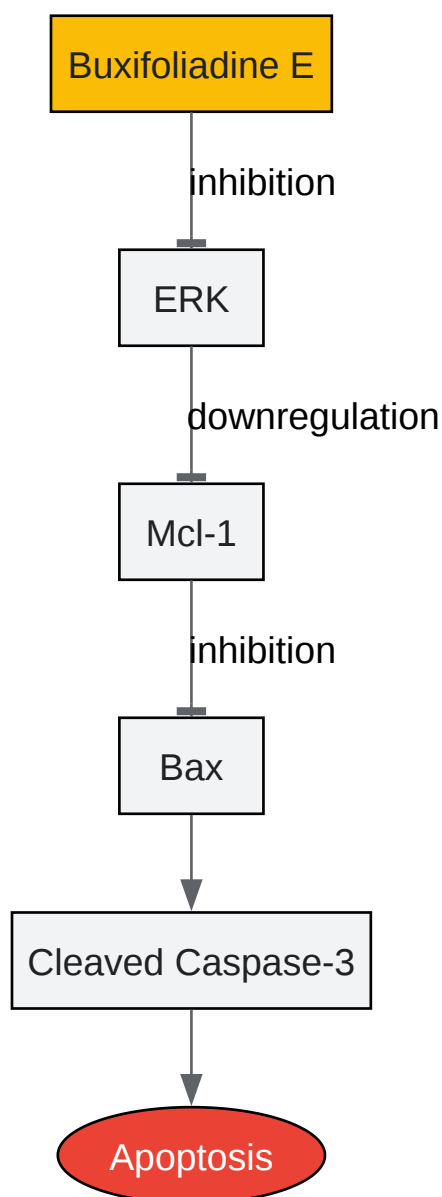 Buxifoliadine E
inhibition
ERK
downregulation
Mcl-1
inhibition
Bax
Cleaved Caspase-3
Apoptosis